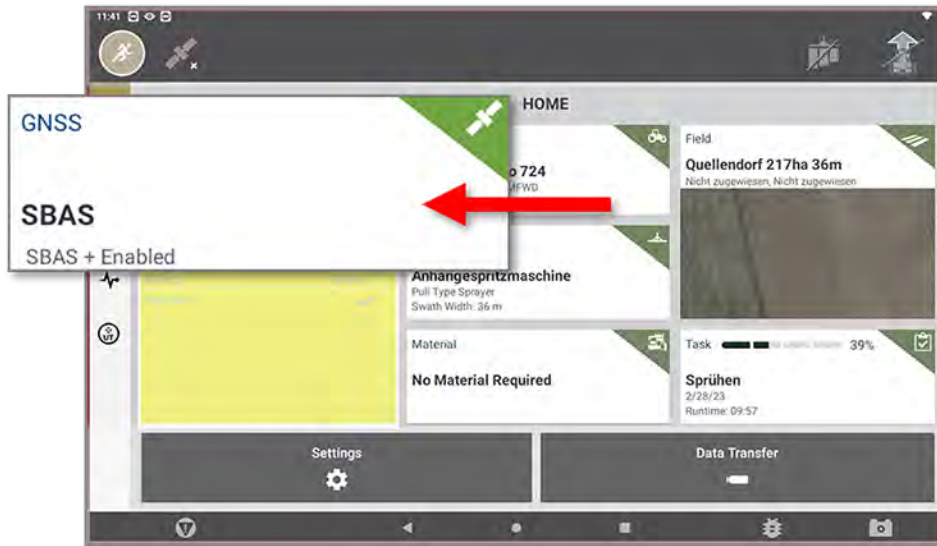 11:41
HOME
GNSS
SBAS
SBAS + Enabled
o 724
MFWD
Field
Quellendorf 217ha 36m
Nicht zugewiesen, Nicht zugewiesen
Anhängespritzmaschine
Pull Type Sprayer
Swath Width: 36 m
UT
Material
No Material Required
Task
39%
Sprühen
2/28/23
Runtime: 09:57
Settings
Data Transfer